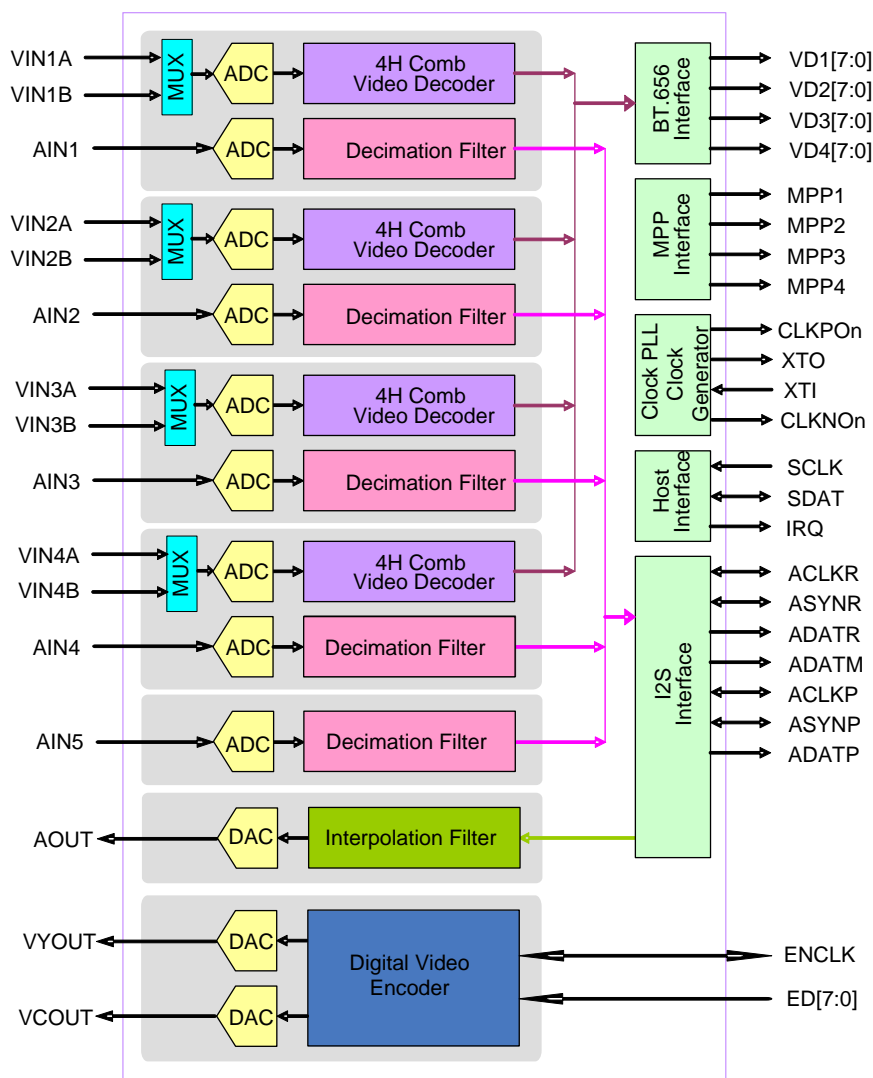 VIN1A
VIN1B
MUX
ADC
4H Comb
Video Decoder
AIN1
ADC
Decimation Filter
VIN2A
VIN2B
MUX
ADC
4H Comb
Video Decoder
AIN2
ADC
Decimation Filter
VIN3A
VIN3B
MUX
ADC
4H Comb
Video Decoder
AIN3
ADC
Decimation Filter
VIN4A
VIN4B
MUX
ADC
4H Comb
Video Decoder
AIN4
ADC
Decimation Filter
AIN5
ADC
Decimation Filter
AOUT
DAC
Interpolation Filter
VYOUT
DAC
VCOUT
DAC
Digital Video
Encoder
BT.656
Interface
VD1[7:0]
VD2[7:0]
VD3[7:0]
VD4[7:0]
MPP
Interface
MPP1
MPP2
MPP3
MPP4
Clock PLL
Clock
Generator
CLKPOn
XTO
XTI
CLKNOn
Host
Interface
SCLK
SDAT
IRQ
I2S
Interface
ACLKR
ASYNR
ADATR
ADATM
ACLKP
ASYNP
ADATP
ENCLK
ED[7:0]